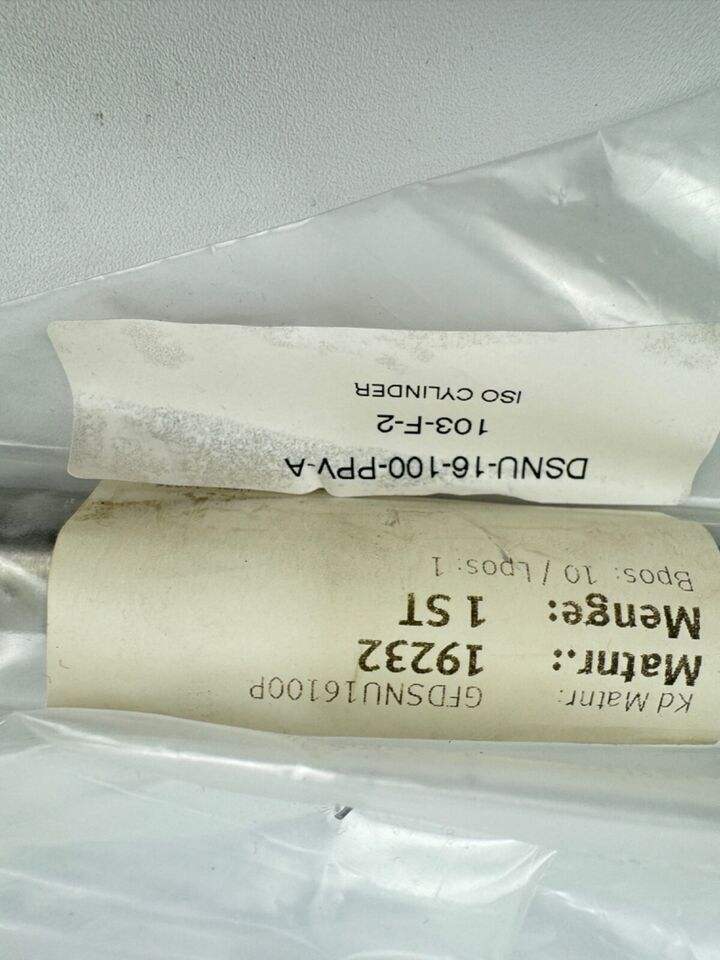 Kd Matnr: GFDSNU16100P
Matnr.: 19232
Menge: 1 ST
Bpos: 10 / Lpos: 1
DSNU-16-100-PPV-A
103-F-2
ISO CYLINDER